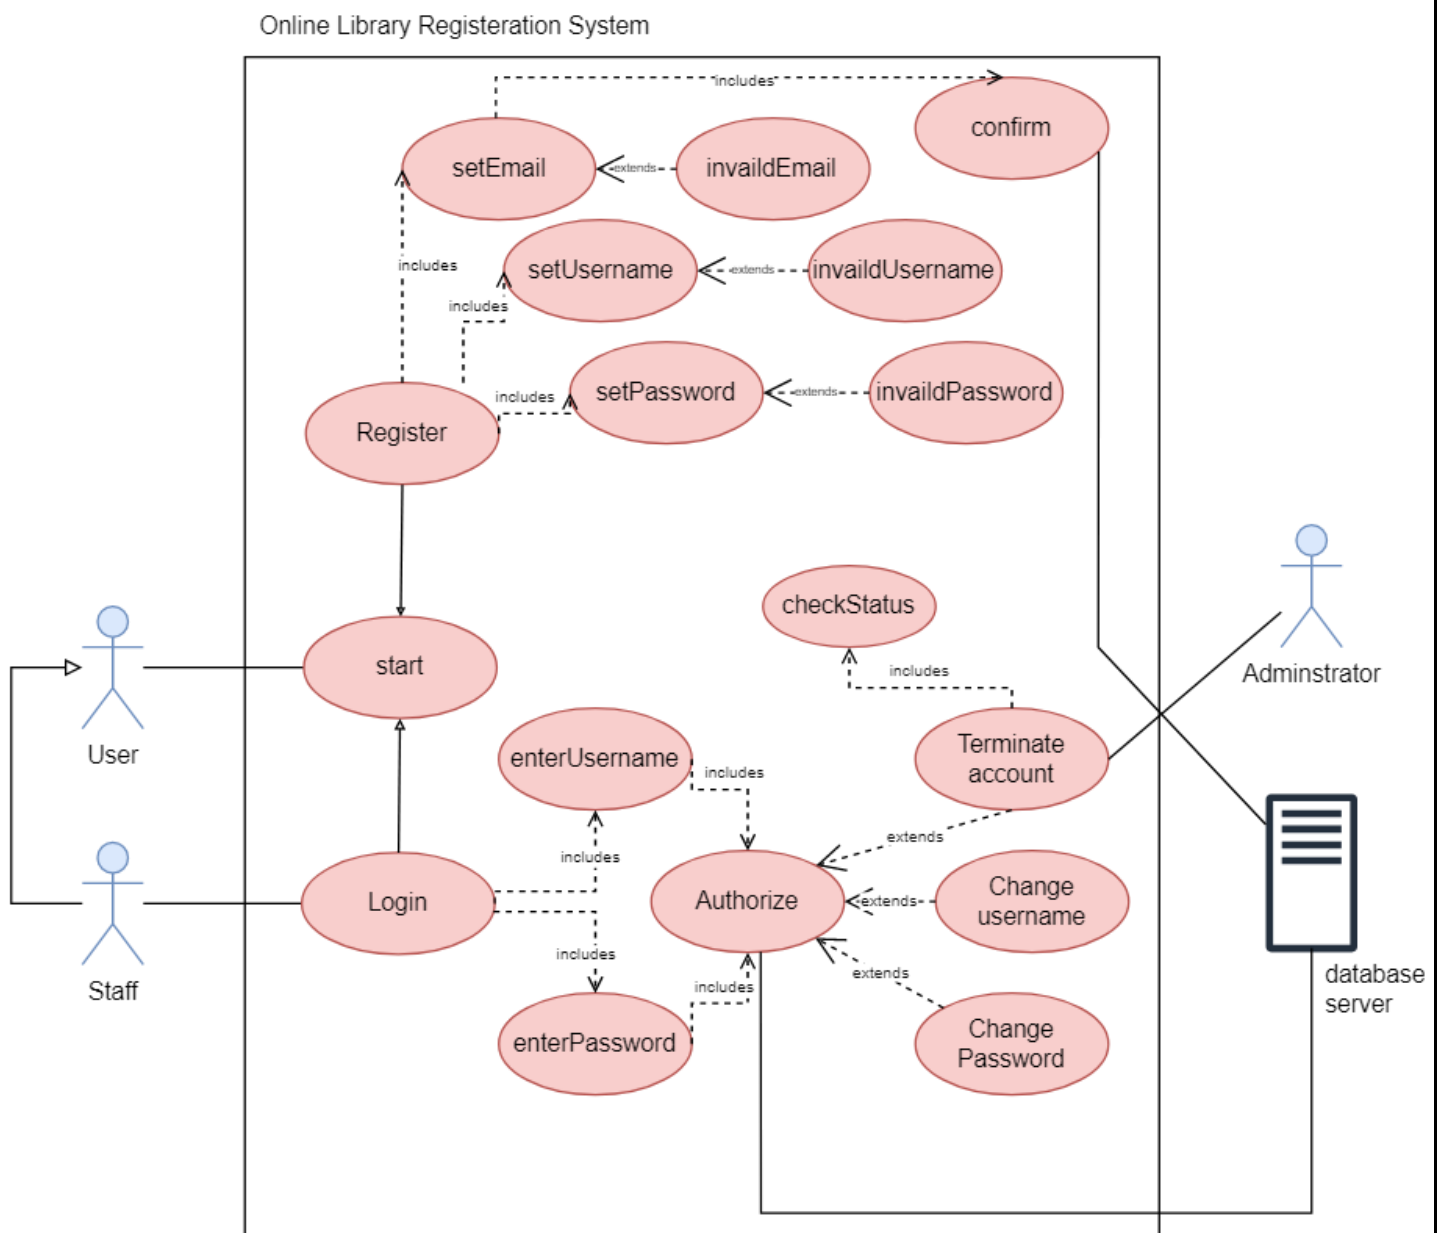 Online Library Registeration System
includes
confirm
setEmail
extends
invaildEmail
includes
setUsername
extends
invaildUsername
includes
setPassword
extends
invaildPassword
includes
Register
checkStatus
includes
start
Adminstrator
User
enterUsername
includes
Terminate
account
extends
includes
Login
Authorize
extends
Change
username
includes
extends
includes
Staff
enterPassword
Change
Password
database
server